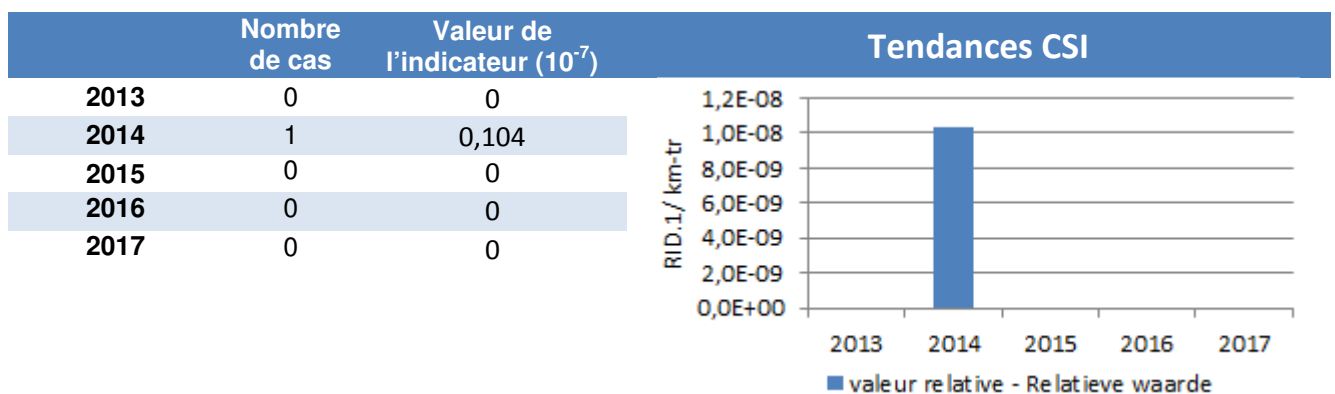 Nombre de cas
Valeur de l'indicateur (10⁻⁷)
2013 0 0
2014 1 0,104
2015 0 0
2016 0 0
2017 0 0
Tendances CSI
RID.1/ km-tr
1,2E-08
1,0E-08
8,0E-09
6,0E-09
4,0E-09
2,0E-09
0,0E+00
2013 2014 2015 2016 2017
valeur relative - Relatieve waarde